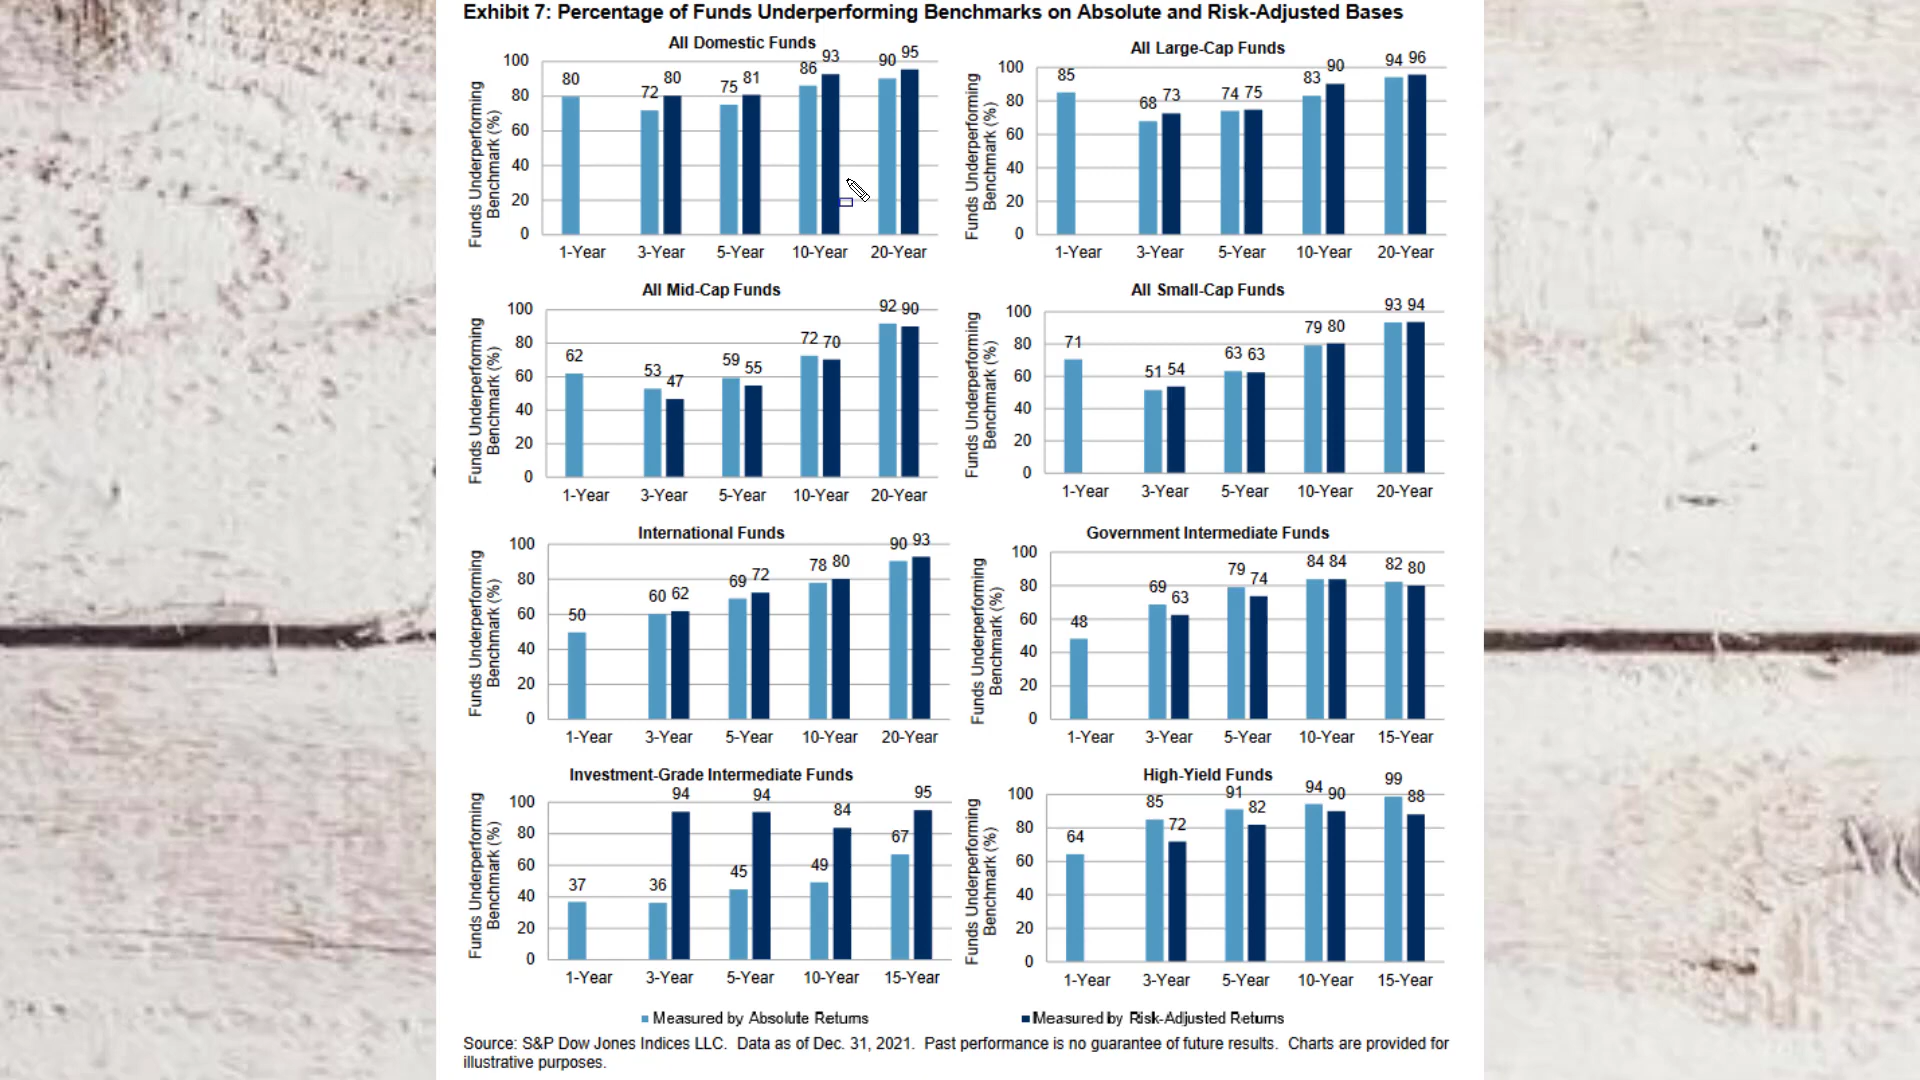 Exhibit 7: Percentage of Funds Underperforming Benchmarks on Absolute and Risk-Adjusted Bases
All Domestic Funds
Funds Underperforming
Benchmark (%)
100
80
60
40
20
0
80
72 80
75 81
86 93
90 95
1-Year 3-Year 5-Year 10-Year 20-Year
All Large-Cap Funds
Funds Underperforming
Benchmark (%)
100
80
60
40
20
0
85
68 73
74 75
83 90
94 96
1-Year 3-Year 5-Year 10-Year 20-Year
All Mid-Cap Funds
Funds Underperforming
Benchmark (%)
100
80
60
40
20
0
62
53 47
59 55
72 70
92 90
1-Year 3-Year 5-Year 10-Year 20-Year
All Small-Cap Funds
Funds Underperforming
Benchmark (%)
100
80
60
40
20
0
71
51 54
63 63
79 80
93 94
1-Year 3-Year 5-Year 10-Year 20-Year
International Funds
Funds Underperforming
Benchmark (%)
100
80
60
40
20
0
50
60 62
69 72
78 80
90 93
1-Year 3-Year 5-Year 10-Year 20-Year
Government Intermediate Funds
Funds Underperforming
Benchmark (%)
100
80
60
40
20
0
48
69 63
79 74
84 84
82 80
1-Year 3-Year 5-Year 10-Year 15-Year
Investment-Grade Intermediate Funds
Funds Underperforming
Benchmark (%)
100
80
60
40
20
0
37
36 94
45 94
49 84
67 95
1-Year 3-Year 5-Year 10-Year 15-Year
High-Yield Funds
Funds Underperforming
Benchmark (%)
100
80
60
40
20
0
64
85 72
91 82
94 90
99 88
1-Year 3-Year 5-Year 10-Year 15-Year
Measured by Absolute Returns
Measured by Risk-Adjusted Returns
Source: S&P Dow Jones Indices LLC. Data as of Dec. 31, 2021. Past performance is no guarantee of future results. Charts are provided for
illustrative purposes.